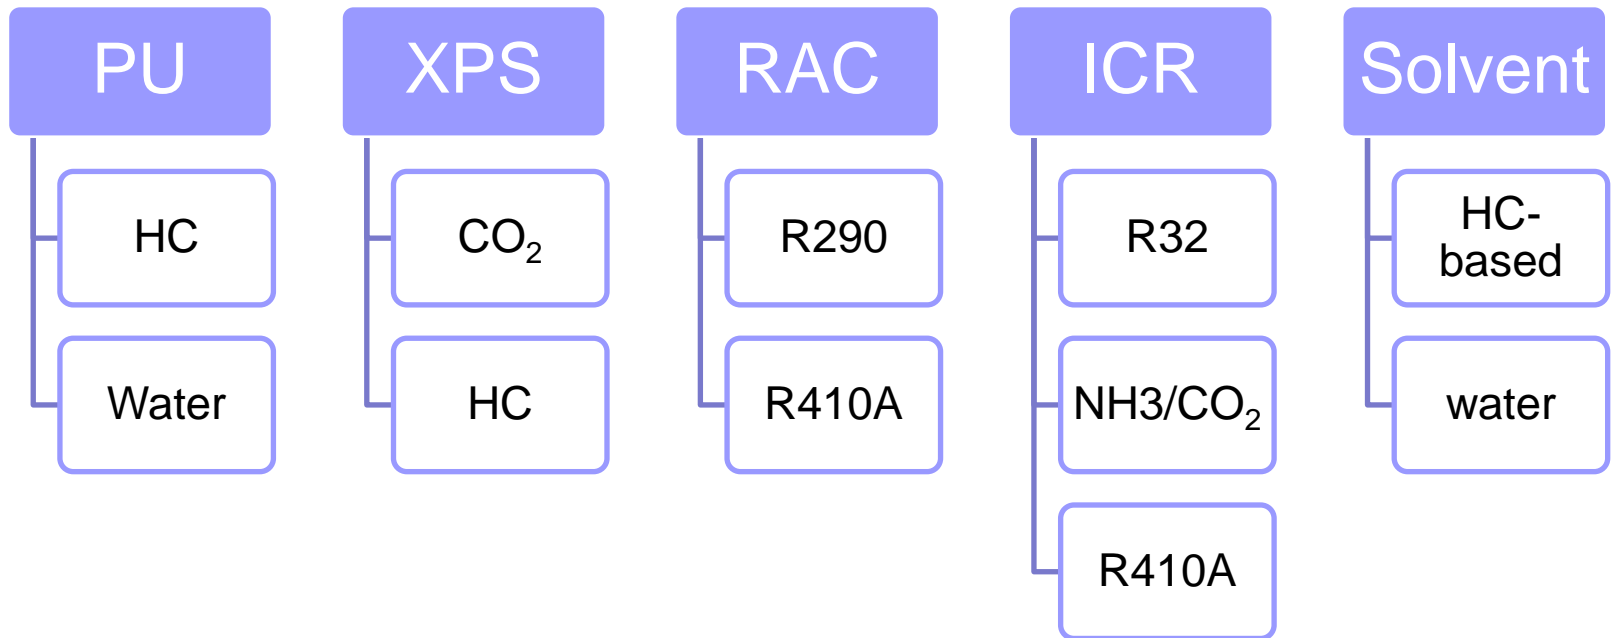 PU
HC
Water
XPS
CO₂
HC
RAC
R290
R410A
ICR
R32
NH3/CO₂
R410A
Solvent
HC-
based
water